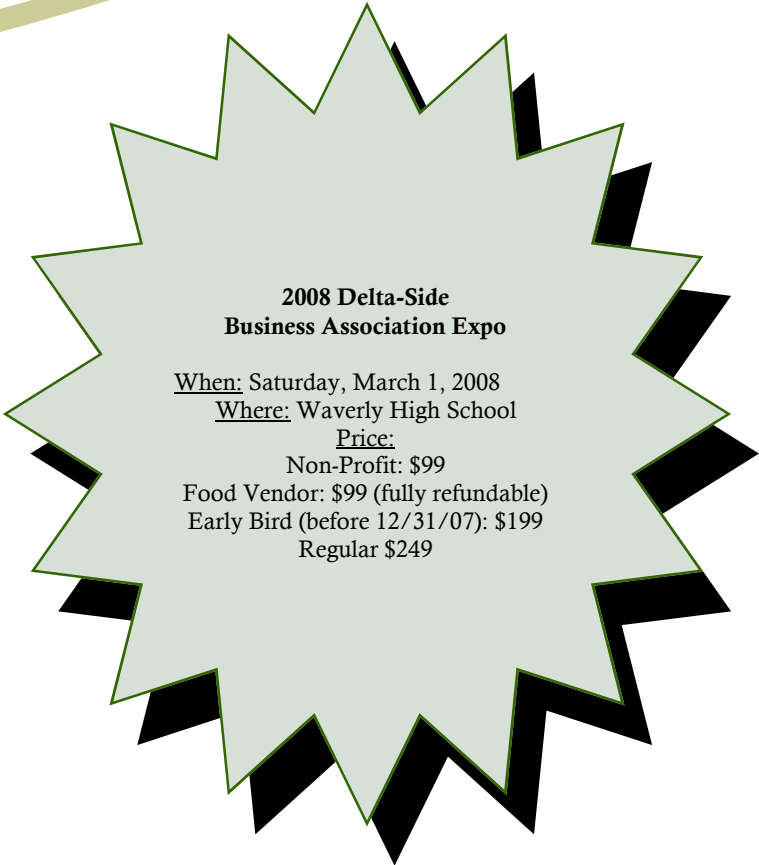 2008 Delta-Side
Business Association Expo
When: Saturday, March 1, 2008
Where: Waverly High School
Price:
Non-Profit: $99
Food Vendor: $99 (fully refundable)
Early Bird (before 12/31/07): $199
Regular $249